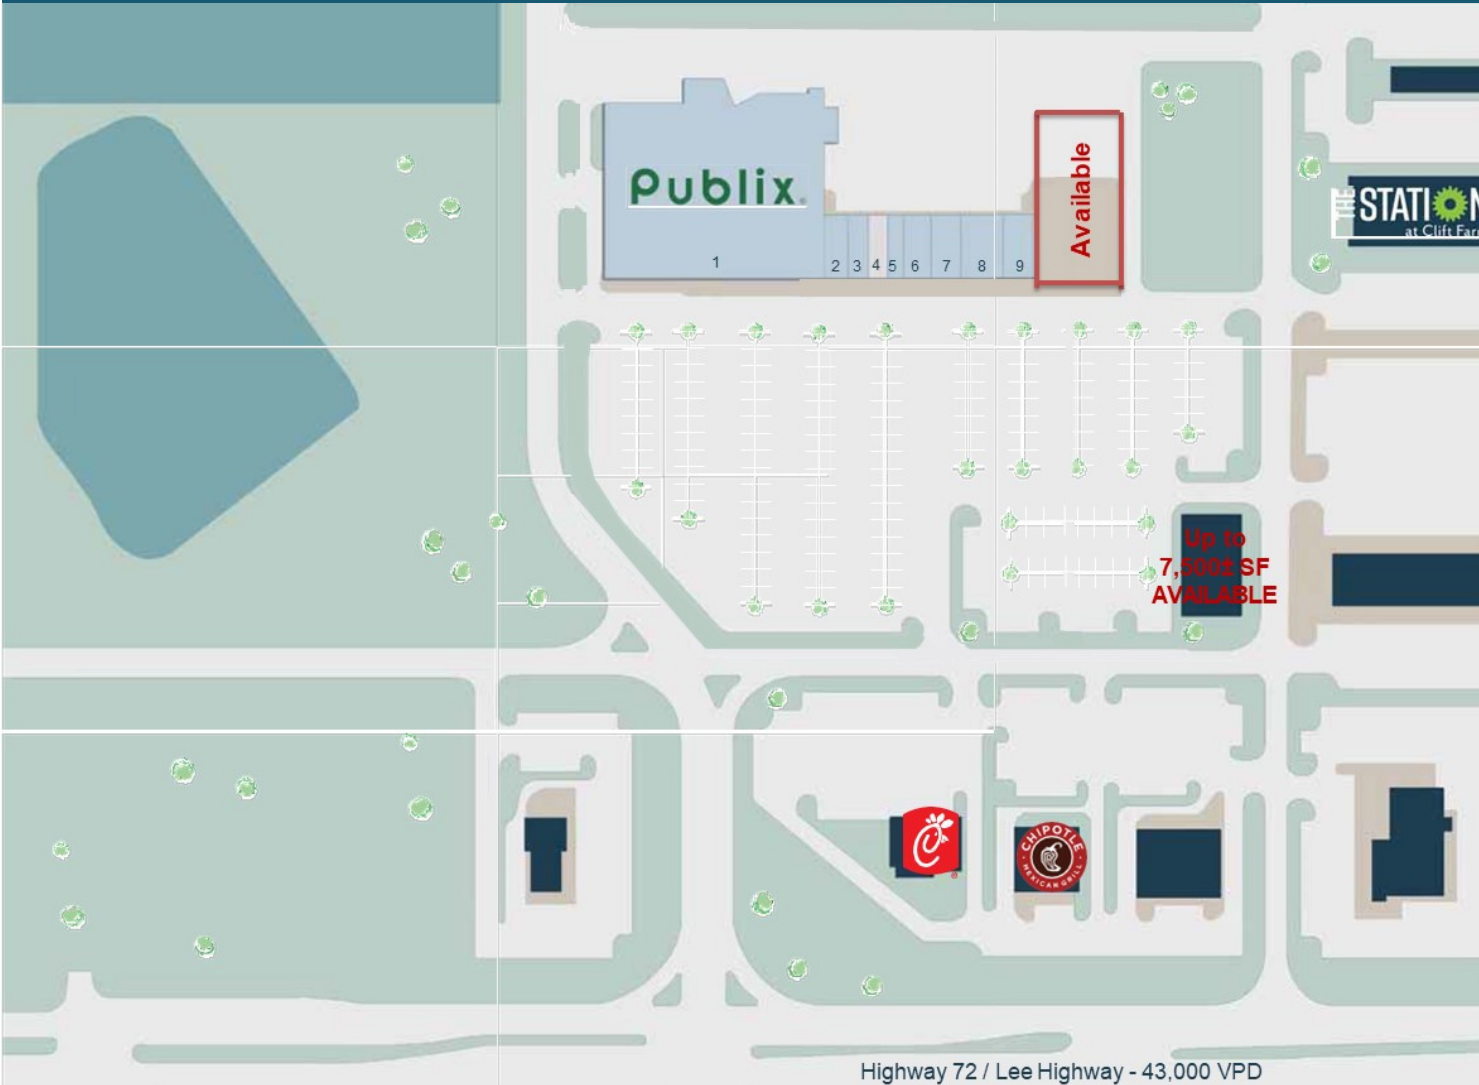 Publix
Available
THE
STATION
at Clift Farm
1
2 3 4 5 6 7 8 9
Up to
7,500± SF
AVAILABLE
CHIPOTLE
MEXICAN GRILL
Highway 72 / Lee Highway - 43,000 VPD